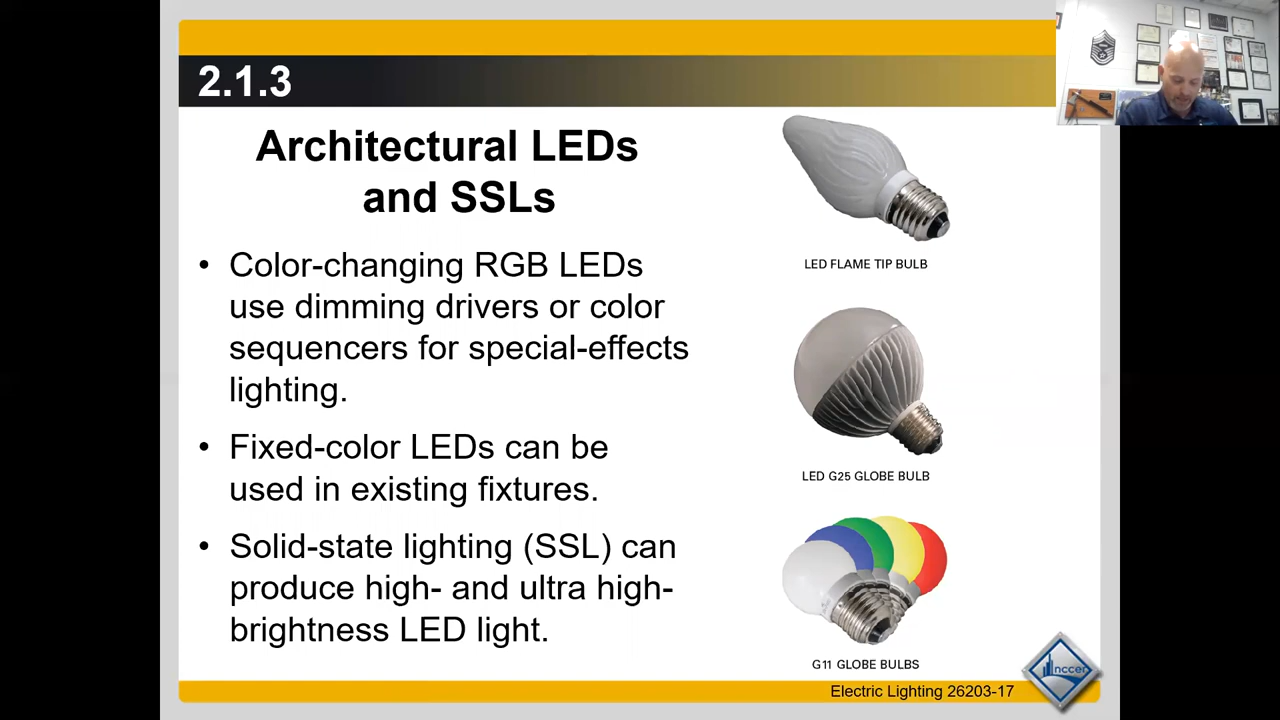 2.1.3
Architectural LEDs
and SSLs
• Color-changing RGB LEDs
use dimming drivers or color
sequencers for special-effects
lighting.
• Fixed-color LEDs can be
used in existing fixtures.
• Solid-state lighting (SSL) can
produce high- and ultra high-
brightness LED light.
LED FLAME TIP BULB
LED G25 GLOBE BULB
G11 GLOBE BULBS
nccer
Electric Lighting 26203-17